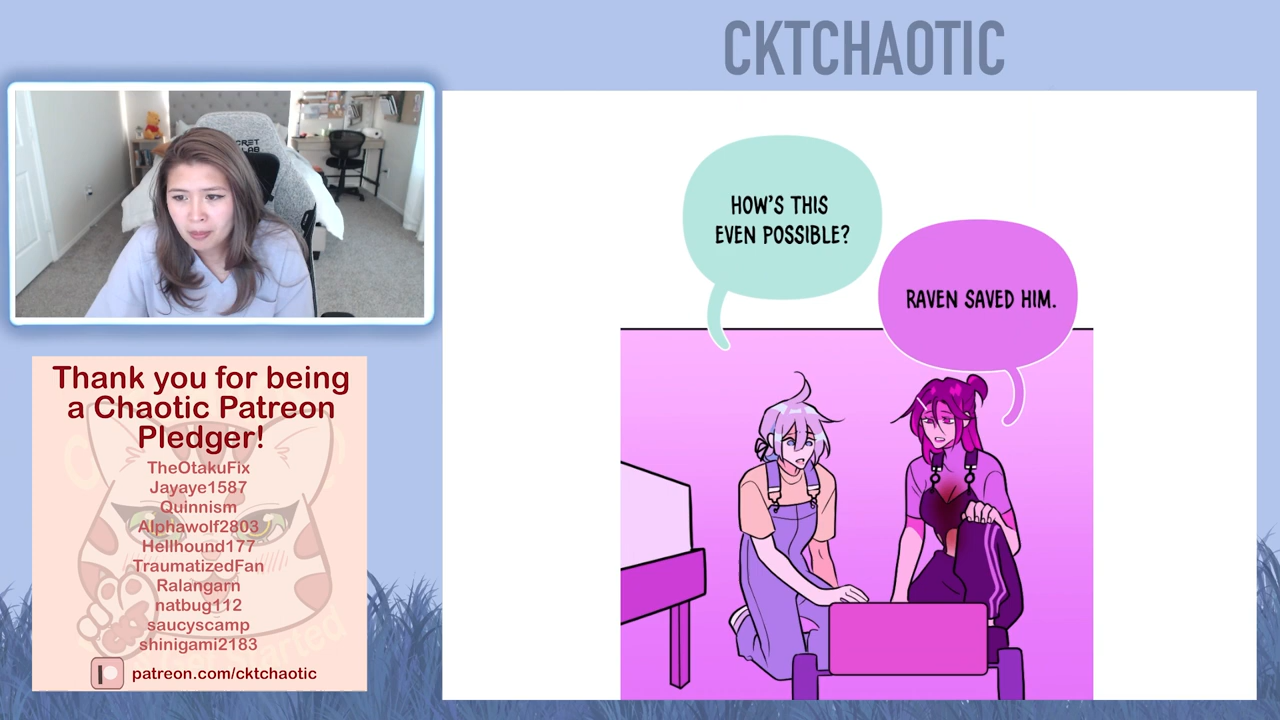 CKTCHAOTIC
HOW'S THIS
EVEN POSSIBLE?
RAVEN SAVED HIM.
Thank you for being
a Chaotic Patreon
Pledger!
TheOtakuFix
Jayaye1587
Quinnism
Alphawolf2803
Hellhound177
TraumatizedFan
Ralangarn
natbug112
saucyscamp
shinigami2183
patreon.com/cktchaotic